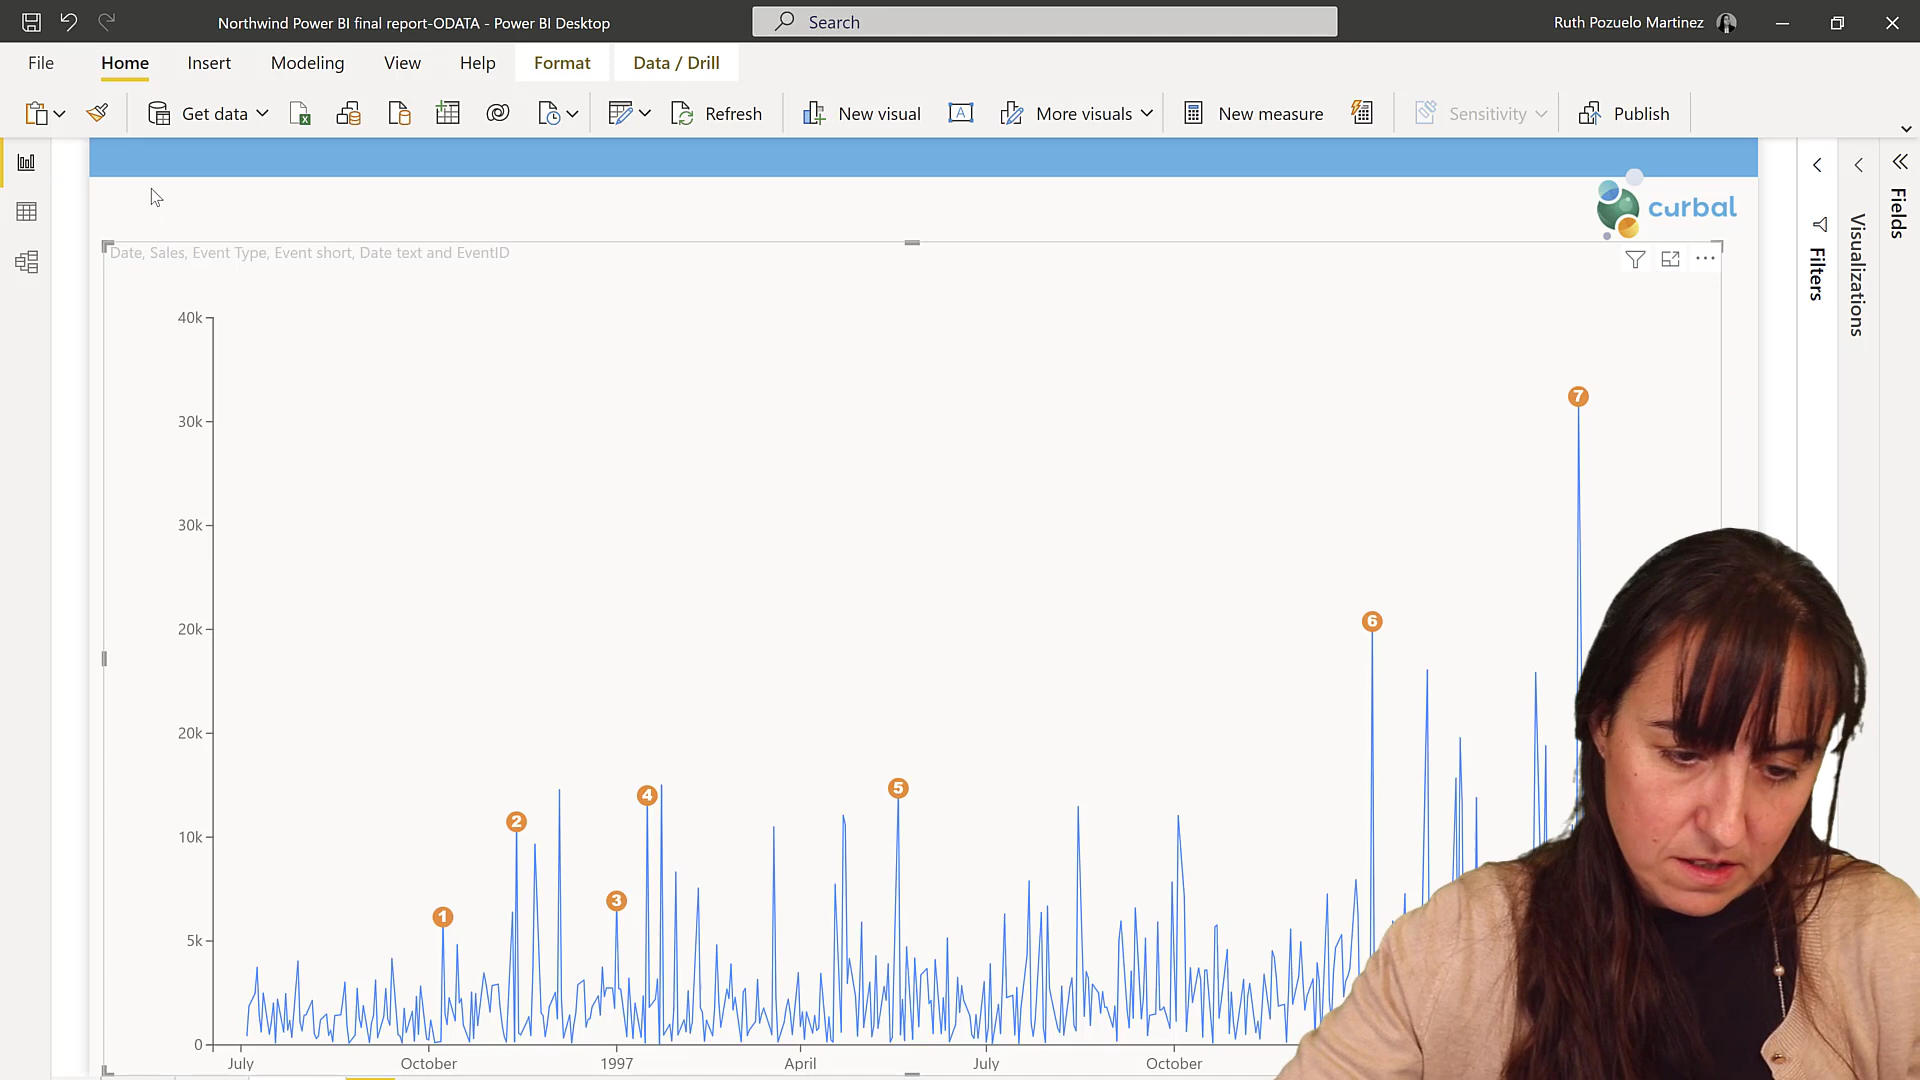 Northwind Power BI final report-ODATA - Power BI Desktop
Search
Ruth Pozuelo Martinez
File
Home
Insert
Modeling
View
Help
Format
Data / Drill
Get data
Refresh
New visual
More visuals
New measure
Sensitivity
Publish
curbal
Date, Sales, Event Type, Event short, Date text and EventID
Filters
Visualizations
Fields
40k
30k
30k
20k
20k
10k
5k
0
1
2
3
4
5
6
7
July
October
1997
April
July
October